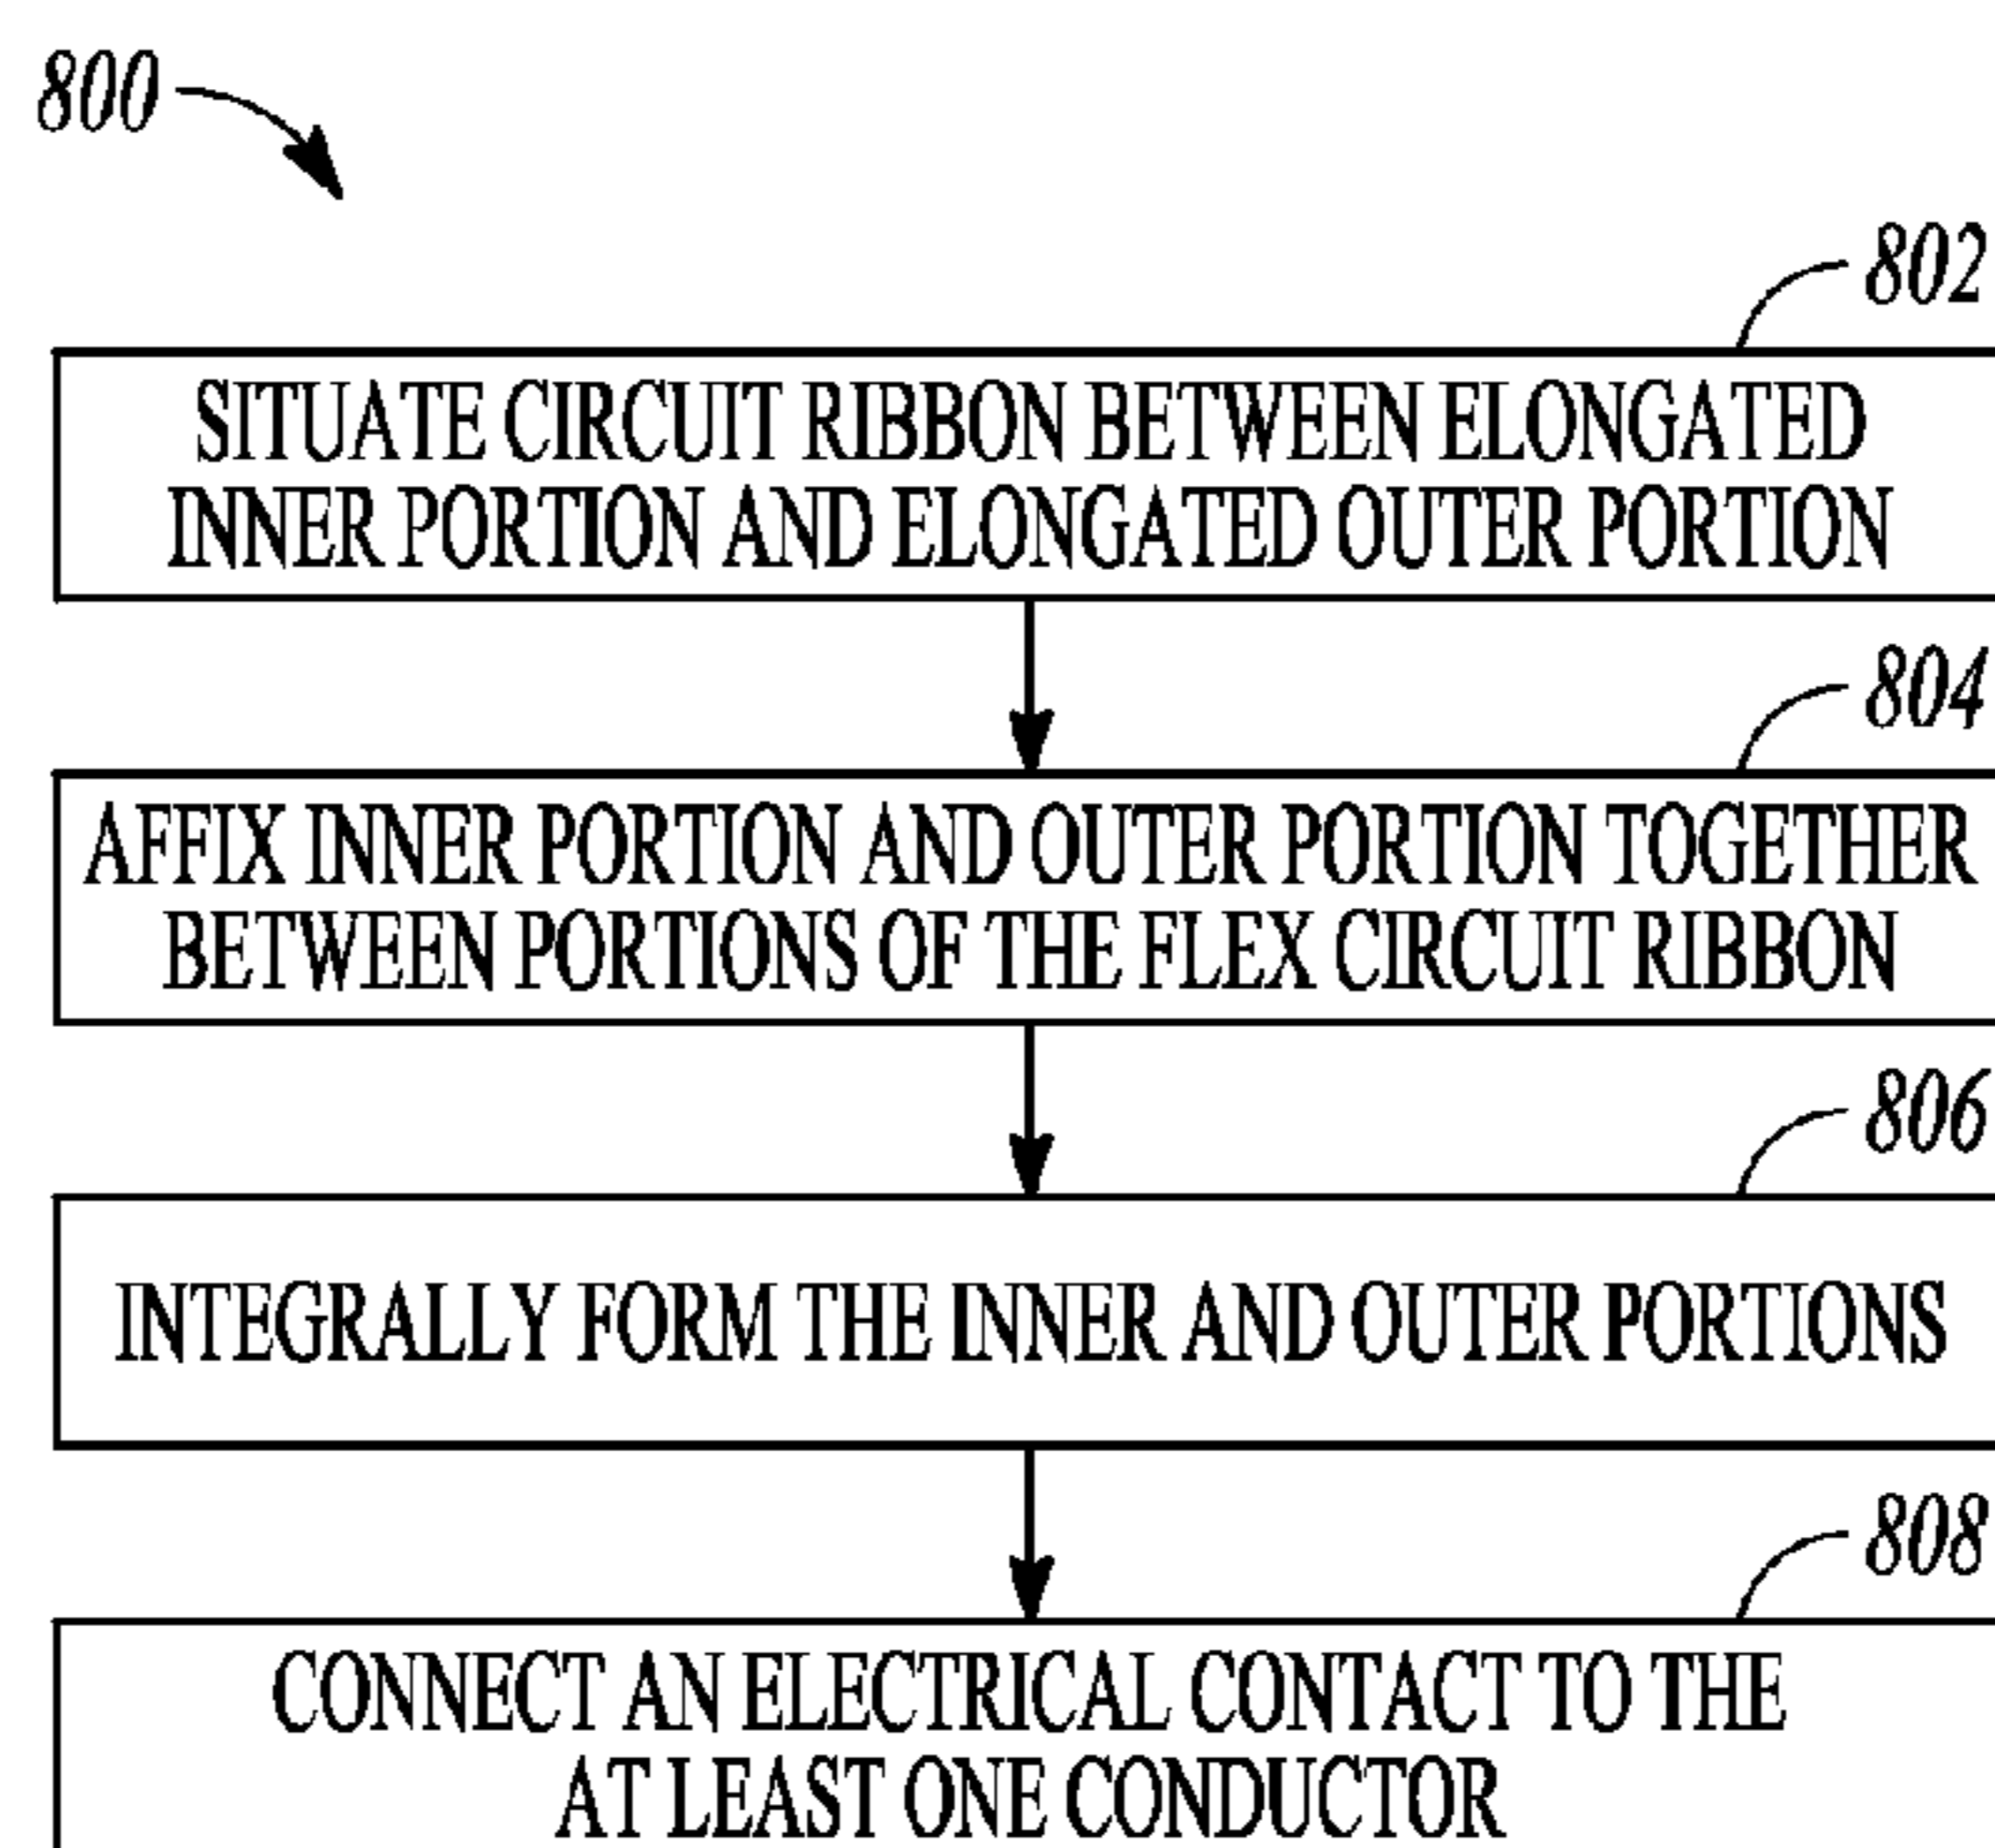 800
802
SITUATE CIRCUIT RIBBON BETWEEN ELONGATED
INNER PORTION AND ELONGATED OUTER PORTION
804
AFFIX INNER PORTION AND OUTER PORTION TOGETHER
BETWEEN PORTIONS OF THE FLEX CIRCUIT RIBBON
806
INTEGRALLY FORM THE INNER AND OUTER PORTIONS
808
CONNECT AN ELECTRICAL CONTACT TO THE
AT LEAST ONE CONDUCTOR